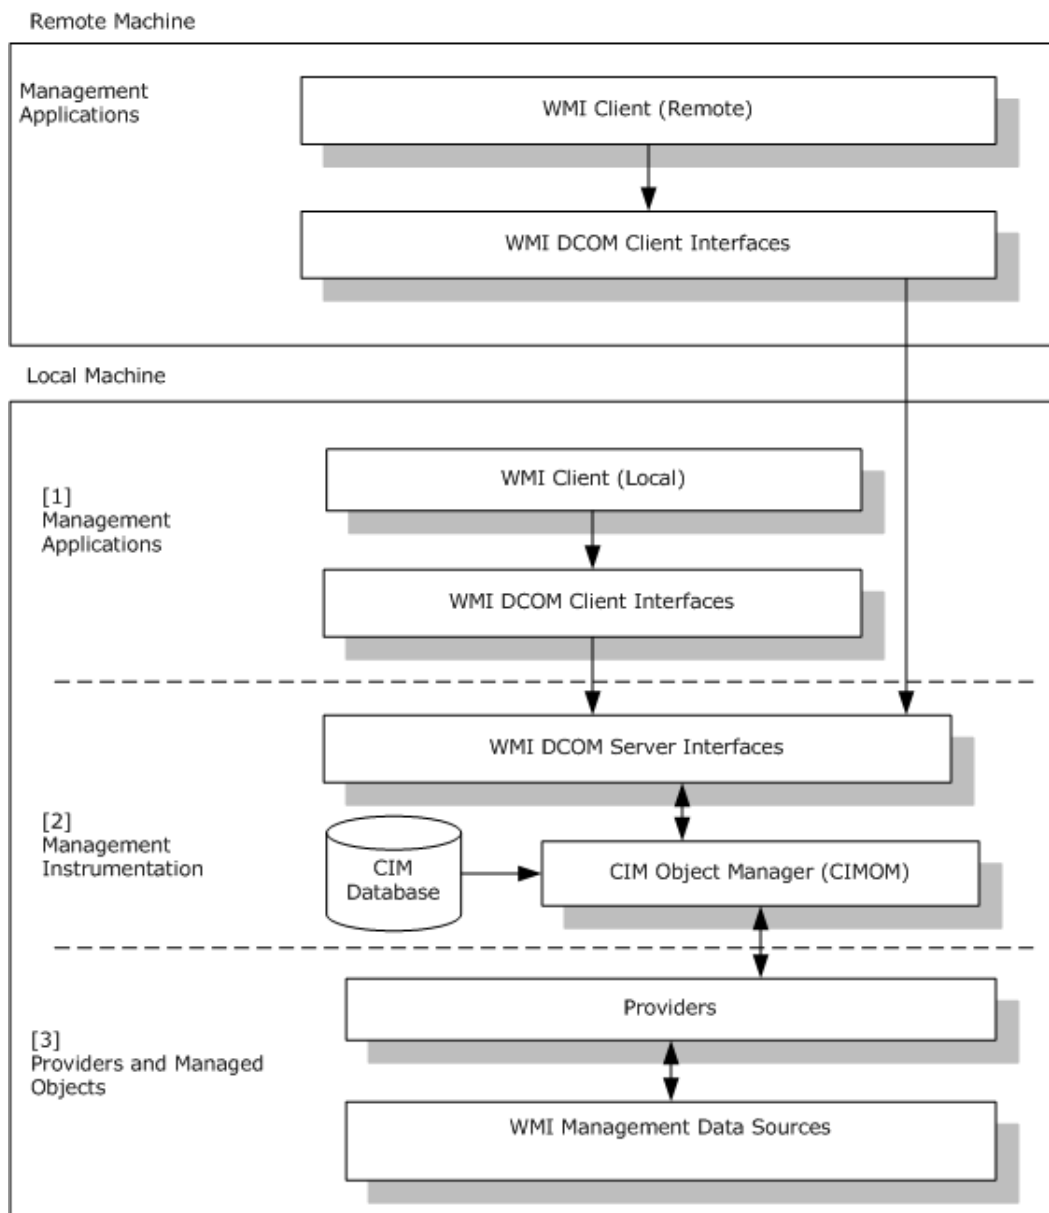 Remote Machine
Management
Applications
WMI Client (Remote)
WMI DCOM Client Interfaces
Local Machine
[1]
Management
Applications
WMI Client (Local)
WMI DCOM Client Interfaces
[2]
Management
Instrumentation
WMI DCOM Server Interfaces
CIM
Database
CIM Object Manager (CIMOM)
[3]
Providers and Managed
Objects
Providers
WMI Management Data Sources